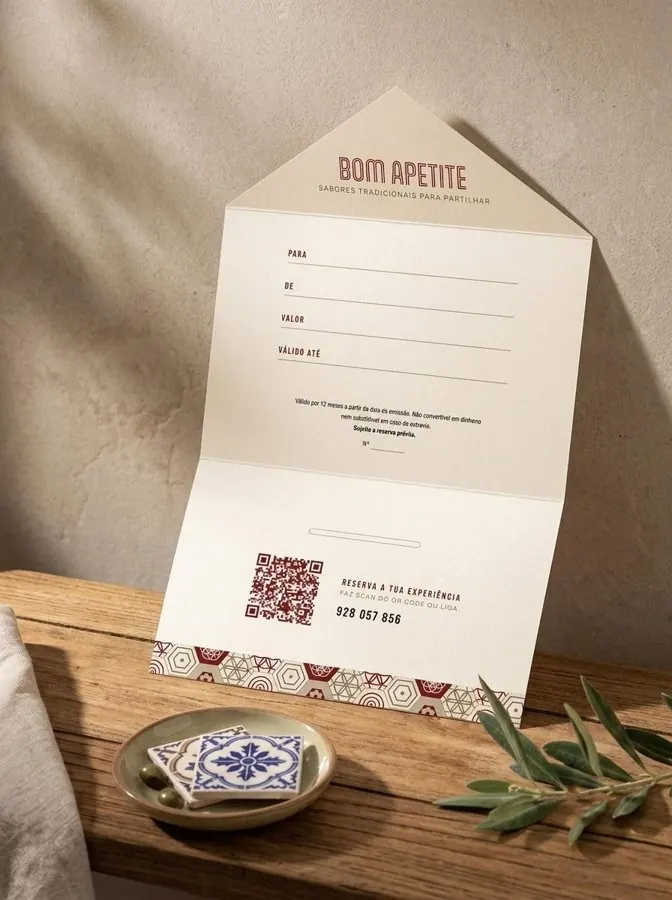 BOM APETITE
SABORES TRADICIONAIS PARA PARTILHAR
PARA
DE
VALOR
VÁLIDO ATÉ
Válido por 12 meses a partir da data de emissão. Não convertível em dinheiro
nem substituível em caso de extravio.
Sujeito a reserva prévia.
Nº
RESERVA A TUA EXPERIÊNCIA
FAZ SCAN DO QR CODE OU LIGA
928 057 856